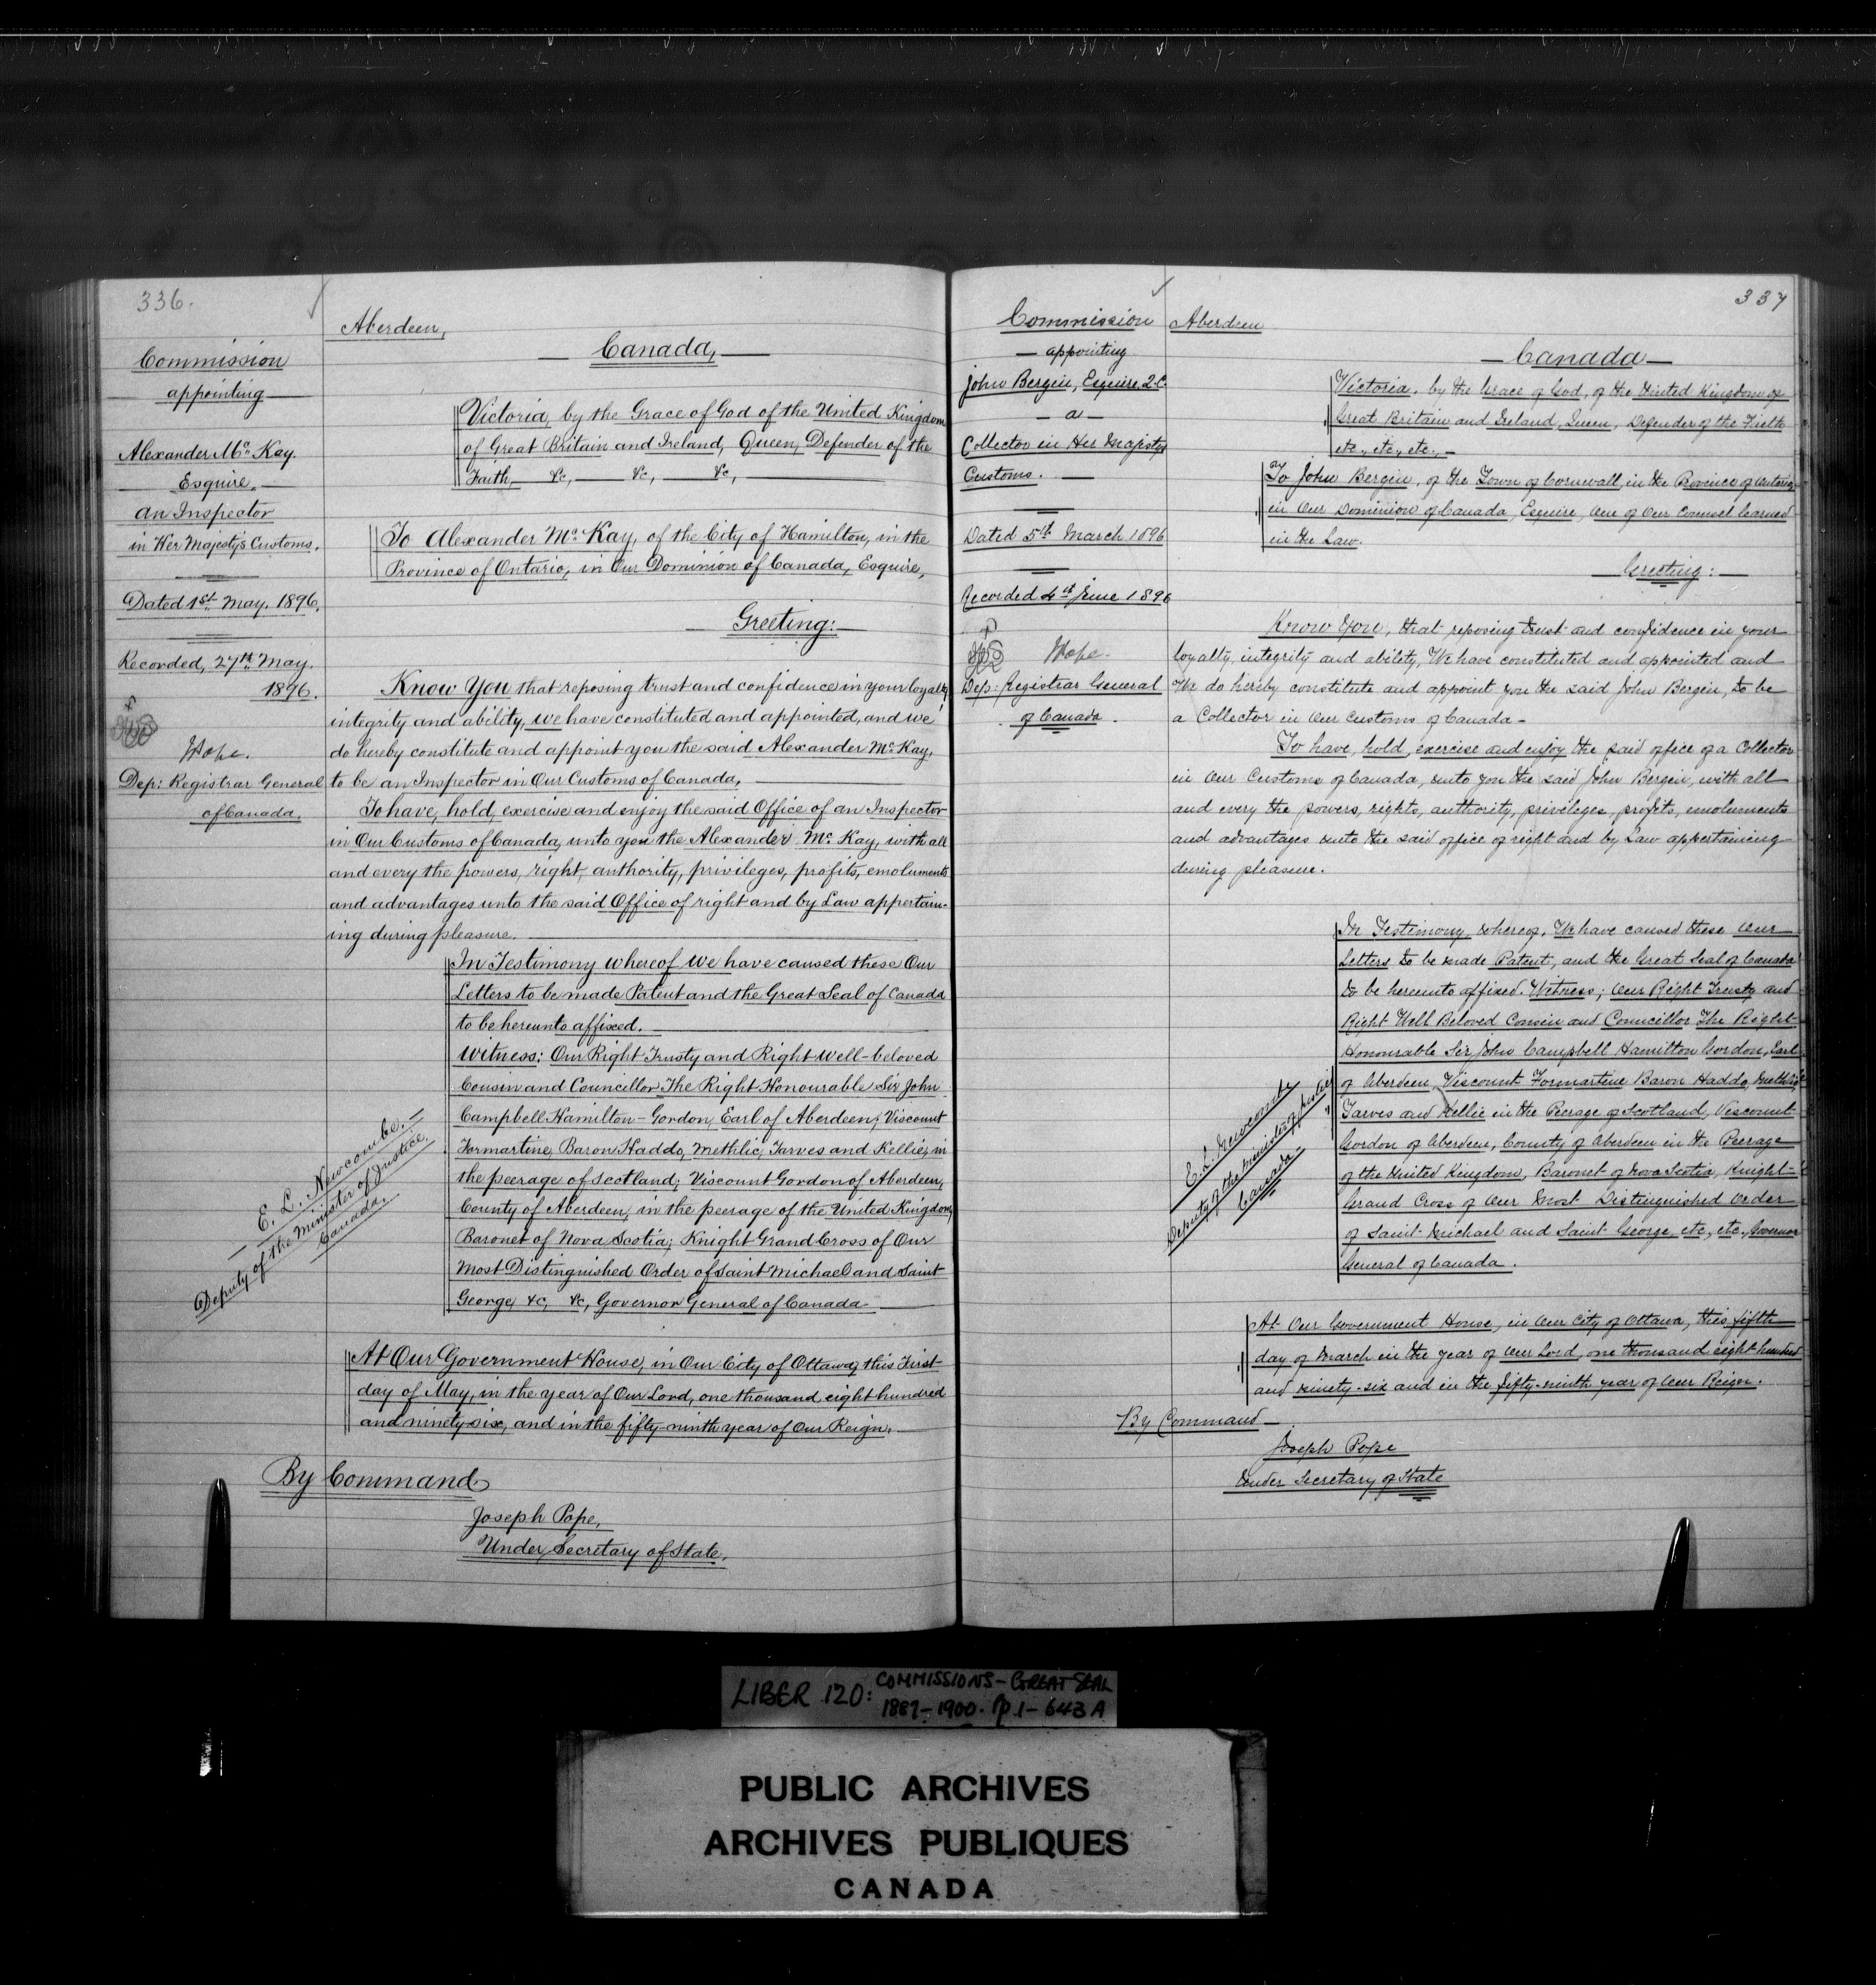 336.
Commission
appointing
Alexander Mc Kay.
Esquire.
an Inspector
in Her Majesty's Customs.
Dated 1st May. 1896.
Recorded, 27th May.
1896.
Pope.
Dep: Registrar General
of Canada.
E. L. Newcombe.
Deputy of the Minister of Justice.
Canada.
Aberdeen,
Canada,
Victoria, by the Grace of God of the United Kingdom
of Great Britain and Ireland, Queen, Defender of the
Faith, &c, &c, &c,
To Alexander Mc Kay, of the City of Hamilton, in the
Province of Ontario, in Our Dominion of Canada, Esquire,
Greeting:
Know You that reposing trust and confidence in your loyalty
integrity and ability, we have constituted and appointed, and we
do hereby constitute and appoint you the said Alexander Mc Kay,
to be an Inspector in Our Customs of Canada,
To have, hold, exercise and enjoy the said Office of an Inspector
in Our Customs of Canada, unto you the Alexander Mc Kay, with all
and every the powers, right, authority, privileges, profits, emoluments
and advantages unto the said Office of right and by Law appertain-
ing during pleasure.
In Testimony whereof we have caused these Our
Letters to be made Patent and the Great Seal of Canada
to be hereunto affixed.
Witness: Our Right Trusty and Right well-beloved
Cousin and Councillor The Right Honourable Sir John
Campbell Hamilton-Gordon, Earl of Aberdeen; Viscount
Formartine, Baron Haddo, Methlic, Tarves and Kellie, in
the peerage of Scotland; Viscount Gordon of Aberdeen,
County of Aberdeen, in the peerage of the United Kingdom,
Baronet of Nova Scotia; Knight Grand Cross of Our
Most Distinguished Order of Saint Michael and Saint
George, &c, &c, Governor General of Canada
At Our Government House, in Our City of Ottawa, this First
day of May, in the year of Our Lord, one thousand eight hundred
and ninety-six, and in the fifty-ninth year of Our Reign,
By Command
Joseph Pope,
Under Secretary of State.
337
Commission
appointing
John Bergin, Esquire Q.C.
a
Collector in Her Majestys
Customs.
Dated 5th March 1896
Recorded 4th June 1896
Pope.
Dep: Registrar General
of Canada.
E. L. Newcombe
Deputy of the Minister of Justice
Canada
Aberdeen
Canada
Victoria, by the Grace of God, of the United Kingdom of
Great Britain and Ireland, Queen, Defender of the Faith
etc., etc., etc.,
To John Bergin, of the Town of Cornwall, in the Province of Ontario
in Our Dominion of Canada, Esquire, One of Our Counsel learned
in the Law.
Greeting:
Know You, that reposing trust and confidence in your
loyalty, integrity and ability, We have constituted and appointed and
We do hereby constitute and appoint you the said John Bergin, to be
a Collector in Our Customs of Canada -
To have, hold, exercise and enjoy the said office of a Collector
in Our Customs of Canada, unto you the said John Bergin, with all
and every the powers, rights, authority, privileges, profits, emoluments
and advantages unto the said office of right and by Law appertaining
during pleasure.
In Testimony whereof, We have caused these Our
Letters to be made Patent, and the Great Seal of Canada
to be hereunto affixed. Witness; Our Right Trusty and
Right Well Beloved Cousin and Councillor The Right
Honourable Sir John Campbell Hamilton Gordon, Earl
of Aberdeen, Viscount Formartine Baron Haddo, Methlic
Tarves and Kellie in the Peerage of Scotland, Viscount
Gordon of Aberdeen, County of Aberdeen in the Peerage
of the United Kingdom, Baronet of Nova Scotia, Knight
Grand Cross of Our Most Distinguished Order
of Saint Michael and Saint George, etc, etc, Governor
General of Canada.
At Our Government House, in Our City of Ottawa, this fifth
day of March in the year of Our Lord, one thousand eight hundred
and ninety-six and in the fifty-ninth year of Our Reign.
By Command
Joseph Pope
Under Secretary of State
LIBER 120: COMMISSIONS - GREAT SEAL
1887-1900. Pp. 1-643A
PUBLIC ARCHIVES
ARCHIVES PUBLIQUES
CANADA